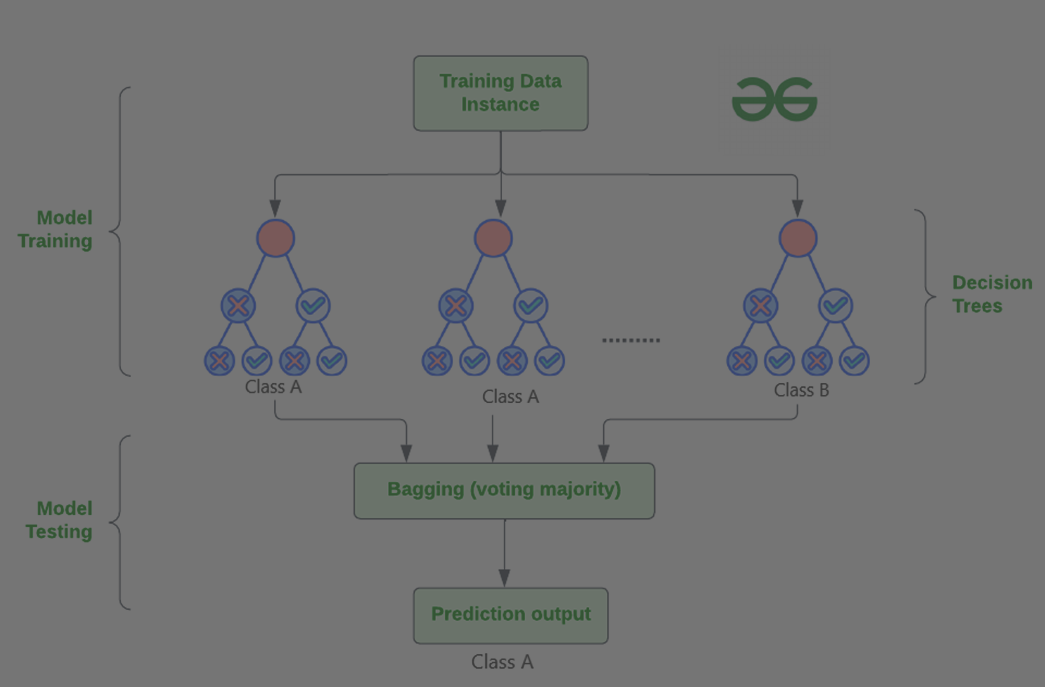 Training Data
Instance
Model
Training
Decision
Trees
Class A
Class A
Class B
Model
Testing
Bagging (voting majority)
Prediction output
Class A